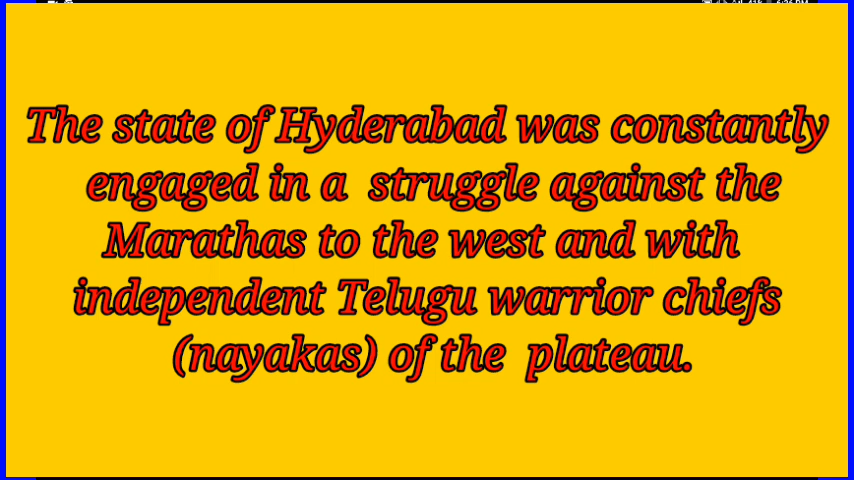 The state of Hyderabad was constantly
engaged in a struggle against the
Marathas to the west and with
independent Telugu warrior chiefs
(nayakas) of the plateau.